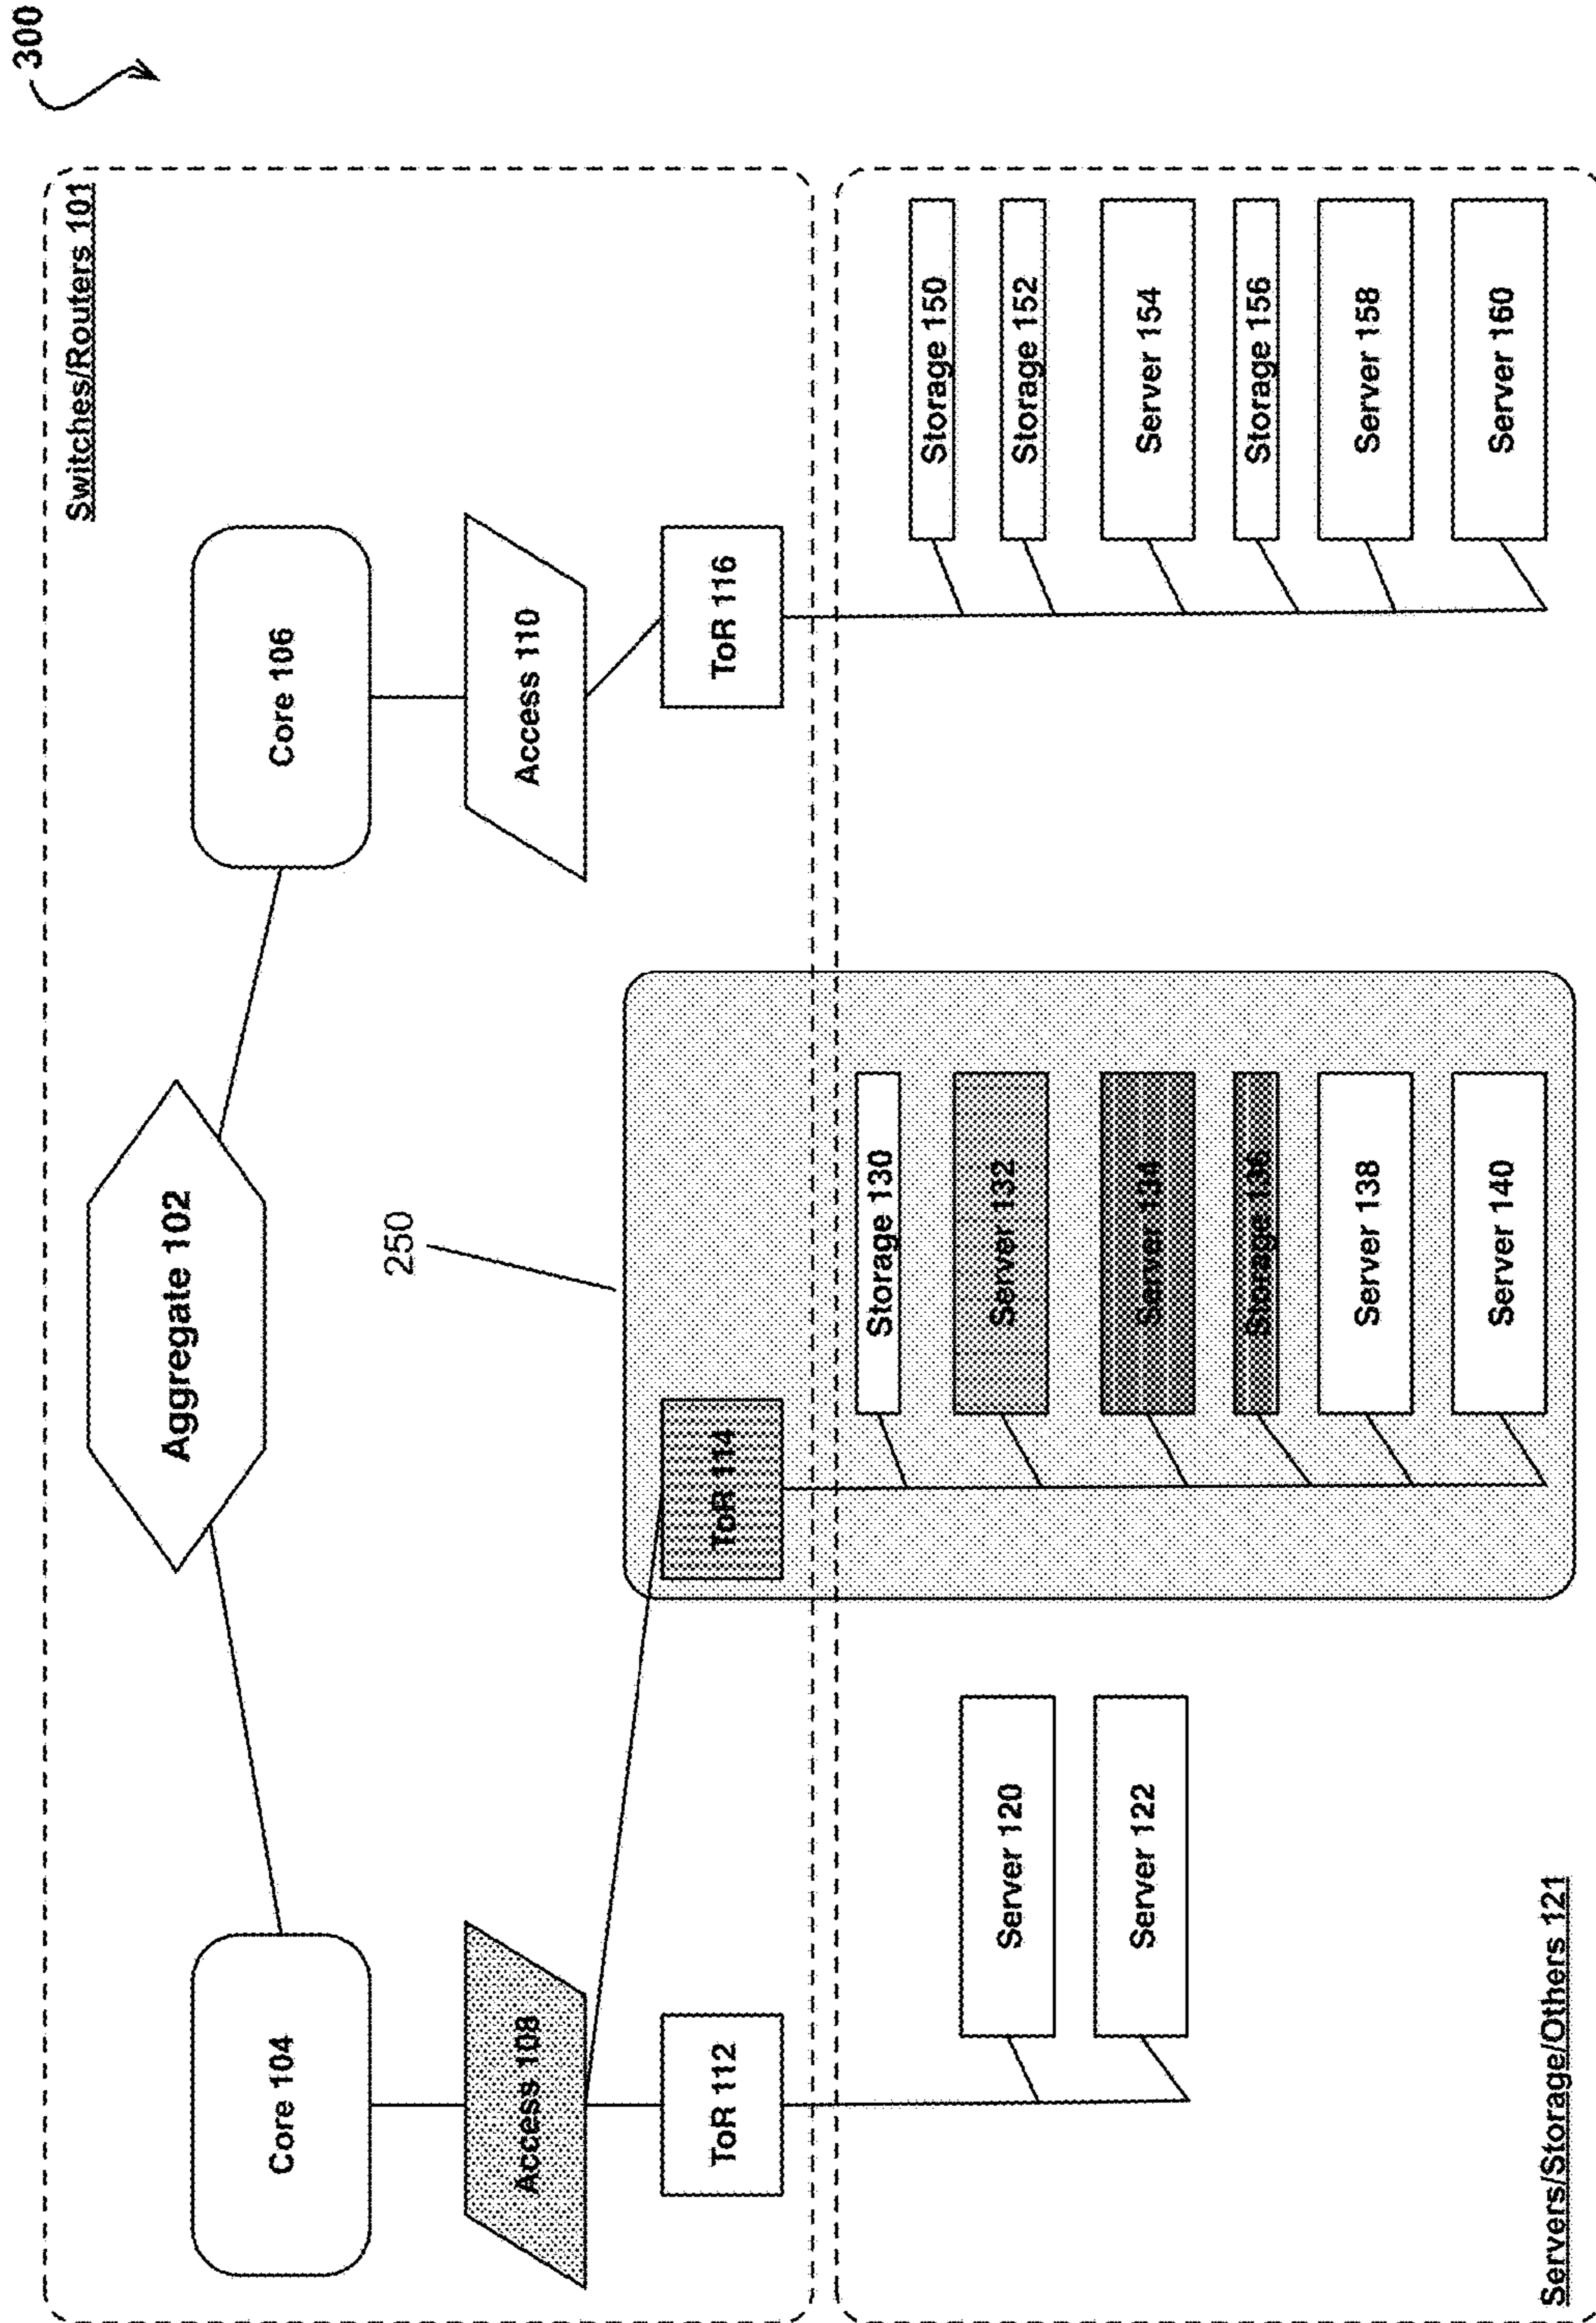 300
Switches/Routers 101
Aggregate 102
Core 104
Core 106
Access 108
Access 110
250
ToR 112
ToR 114
ToR 116
Server 120
Server 122
Storage 130
Server 132
Server 134
Storage 136
Server 138
Server 140
Storage 150
Storage 152
Server 154
Storage 156
Server 158
Server 160
Servers/Storage/Others 121